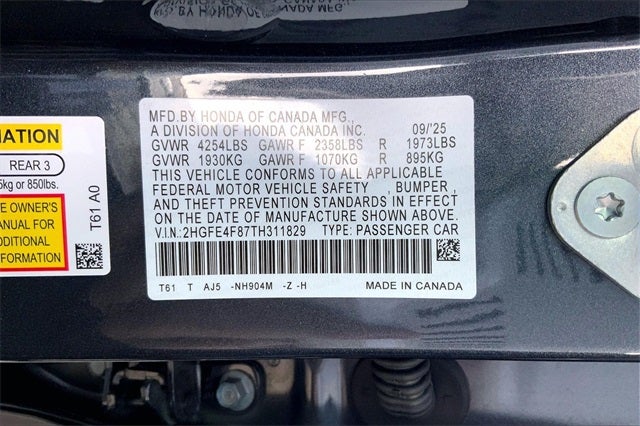 MFD.BY HONDA OF CANADA MFG.,
A DIVISION OF HONDA CANADA INC. 09/'25
GVWR 4254LBS GAWR F 2358LBS R 1973LBS
GVWR 1930KG GAWR F 1070KG R 895KG
THIS VEHICLE CONFORMS TO ALL APPLICABLE
FEDERAL MOTOR VEHICLE SAFETY , BUMPER ,
AND THEFT PREVENTION STANDARDS IN EFFECT
ON THE DATE OF MANUFACTURE SHOWN ABOVE.
V.I.N.: 2HGFE4F87TH311829 TYPE: PASSENGER CAR
T61 T AJ5 -NH904M -Z -H MADE IN CANADA
MATION
REAR 3
5kg or 850lbs.
E OWNER'S
ANUAL FOR
DDITIONAL
FORMATION
T61 A0